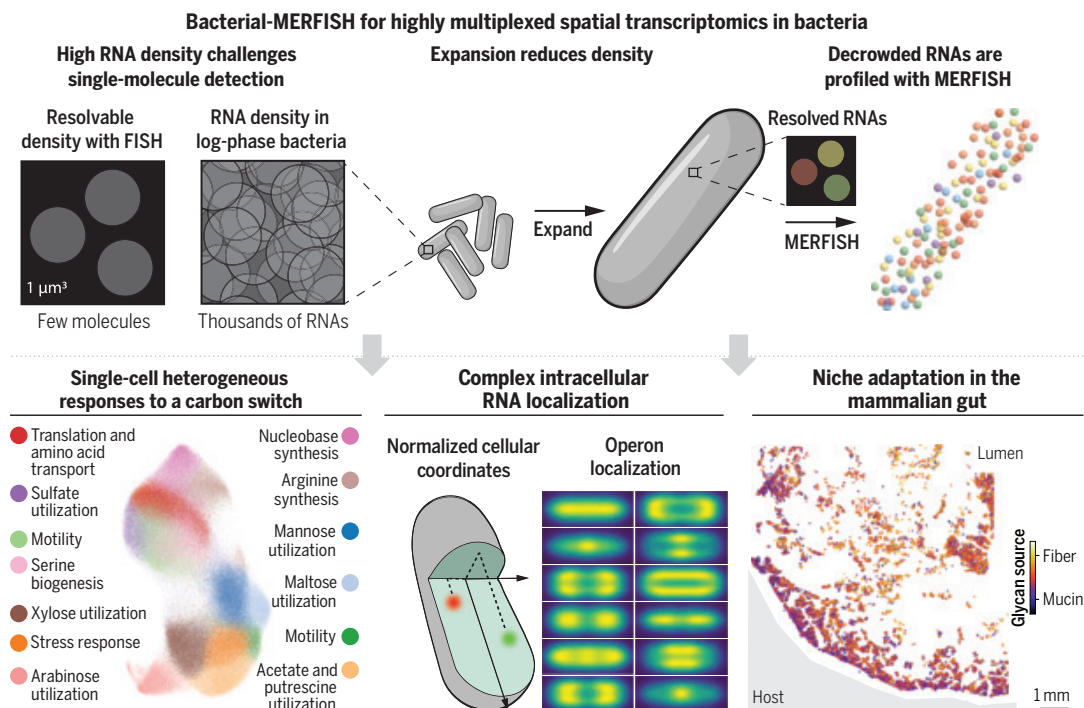 Bacterial-MERFISH for highly multiplexed spatial transcriptomics in bacteria
High RNA density challenges
single-molecule detection
Expansion reduces density
Decrowded RNAs are
profiled with MERFISH
Resolvable
density with FISH
RNA density in
log-phase bacteria
Resolved RNAs
1 μm³
Expand
MERFISH
Few molecules
Thousands of RNAs
Single-cell heterogeneous
responses to a carbon switch
Translation and
amino acid
transport
Sulfate
utilization
Motility
Serine
biogenesis
Xylose utilization
Stress response
Arabinose
utilization
Nucleobase
synthesis
Arginine
synthesis
Mannose
utilization
Maltose
utilization
Motility
Acetate and
putrescine
utilization
Complex intracellular
RNA localization
Normalized cellular
coordinates
Operon
localization
Niche adaptation in the
mammalian gut
Lumen
Glycan source
Fiber
Mucin
Host
1 mm